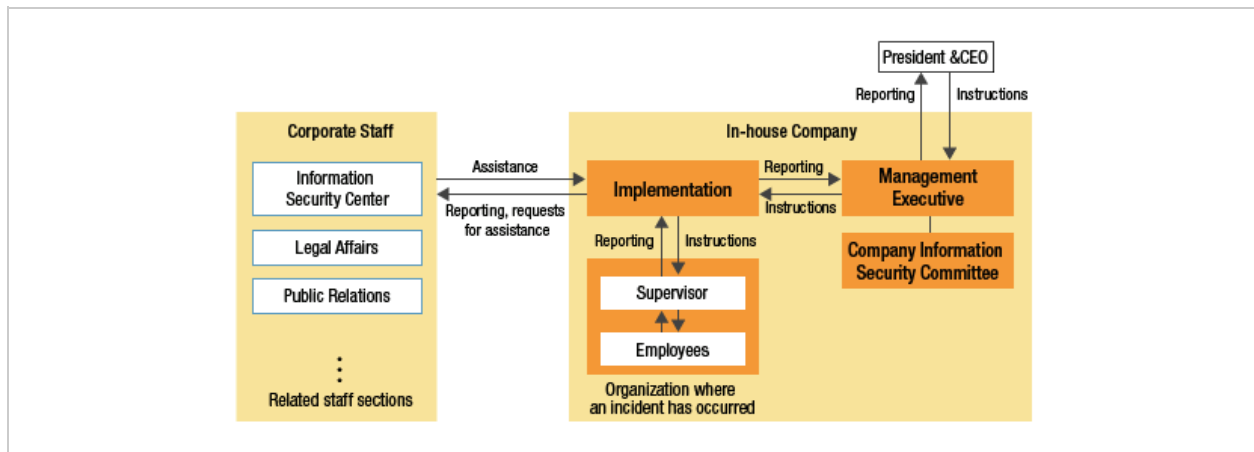 President &CEO
Reporting
Instructions
Corporate Staff
In-house Company
Information
Security Center
Legal Affairs
Public Relations
Related staff sections
Assistance
Reporting, requests
for assistance
Implementation
Reporting
Instructions
Management
Executive
Company Information
Security Committee
Reporting
Instructions
Supervisor
Employees
Organization where
an incident has occurred